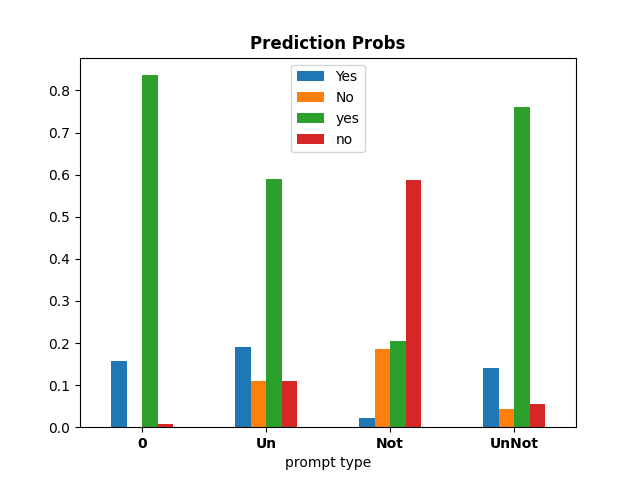 Prediction Probs
Yes
No
yes
no
0.8
0.7
0.6
0.5
0.4
0.3
0.2
0.1
0.0
0 Un Not UnNot
prompt type